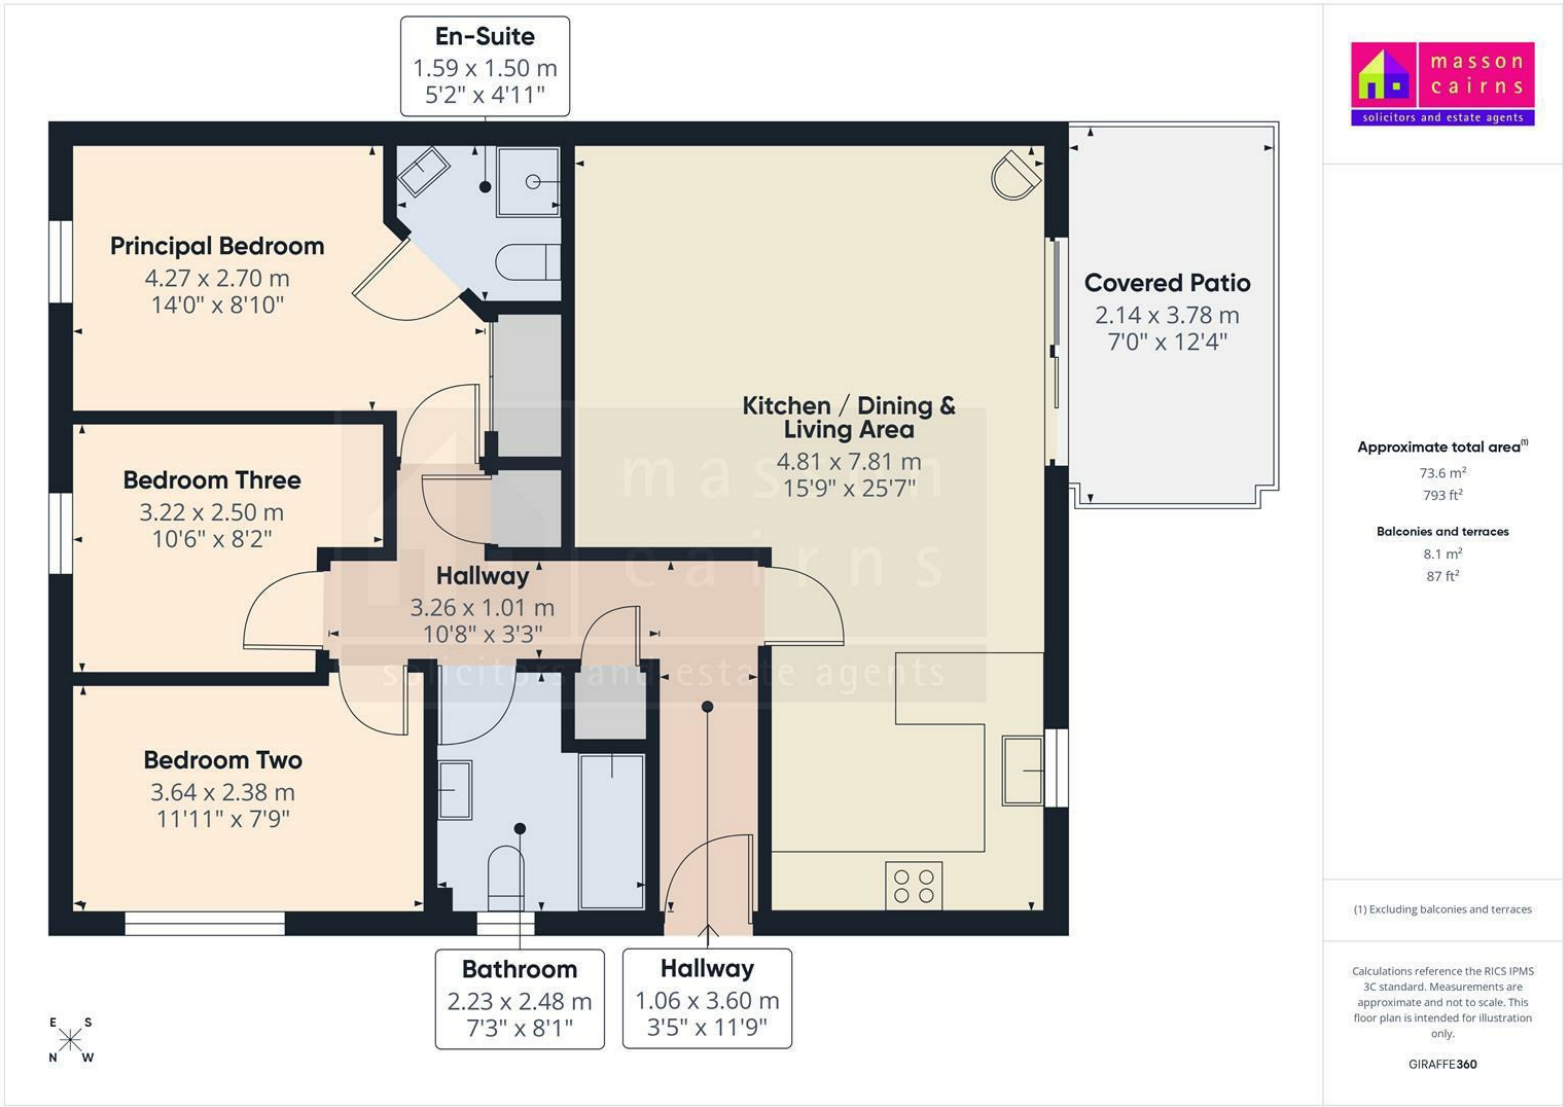 En-Suite
1.59 x 1.50 m
5'2" x 4'11"
masson
cairns
solicitors and estate agents
Principal Bedroom
4.27 x 2.70 m
14'0" x 8'10"
Covered Patio
2.14 x 3.78 m
7'0" x 12'4"
Kitchen / Dining &
Living Area
4.81 x 7.81 m
15'9" x 25'7"
Bedroom Three
3.22 x 2.50 m
10'6" x 8'2"
masson
cairns
solicitors and estate agents
Hallway
3.26 x 1.01 m
10'8" x 3'3"
Bedroom Two
3.64 x 2.38 m
11'11" x 7'9"
Bathroom
2.23 x 2.48 m
7'3" x 8'1"
Hallway
1.06 x 3.60 m
3'5" x 11'9"
E S
N W
Approximate total area⁽¹⁾
73.6 m²
793 ft²
Balconies and terraces
8.1 m²
87 ft²
(1) Excluding balconies and terraces
Calculations reference the RICS IPMS
3C standard. Measurements are
approximate and not to scale. This
floor plan is intended for illustration
only.
GIRAFFE360